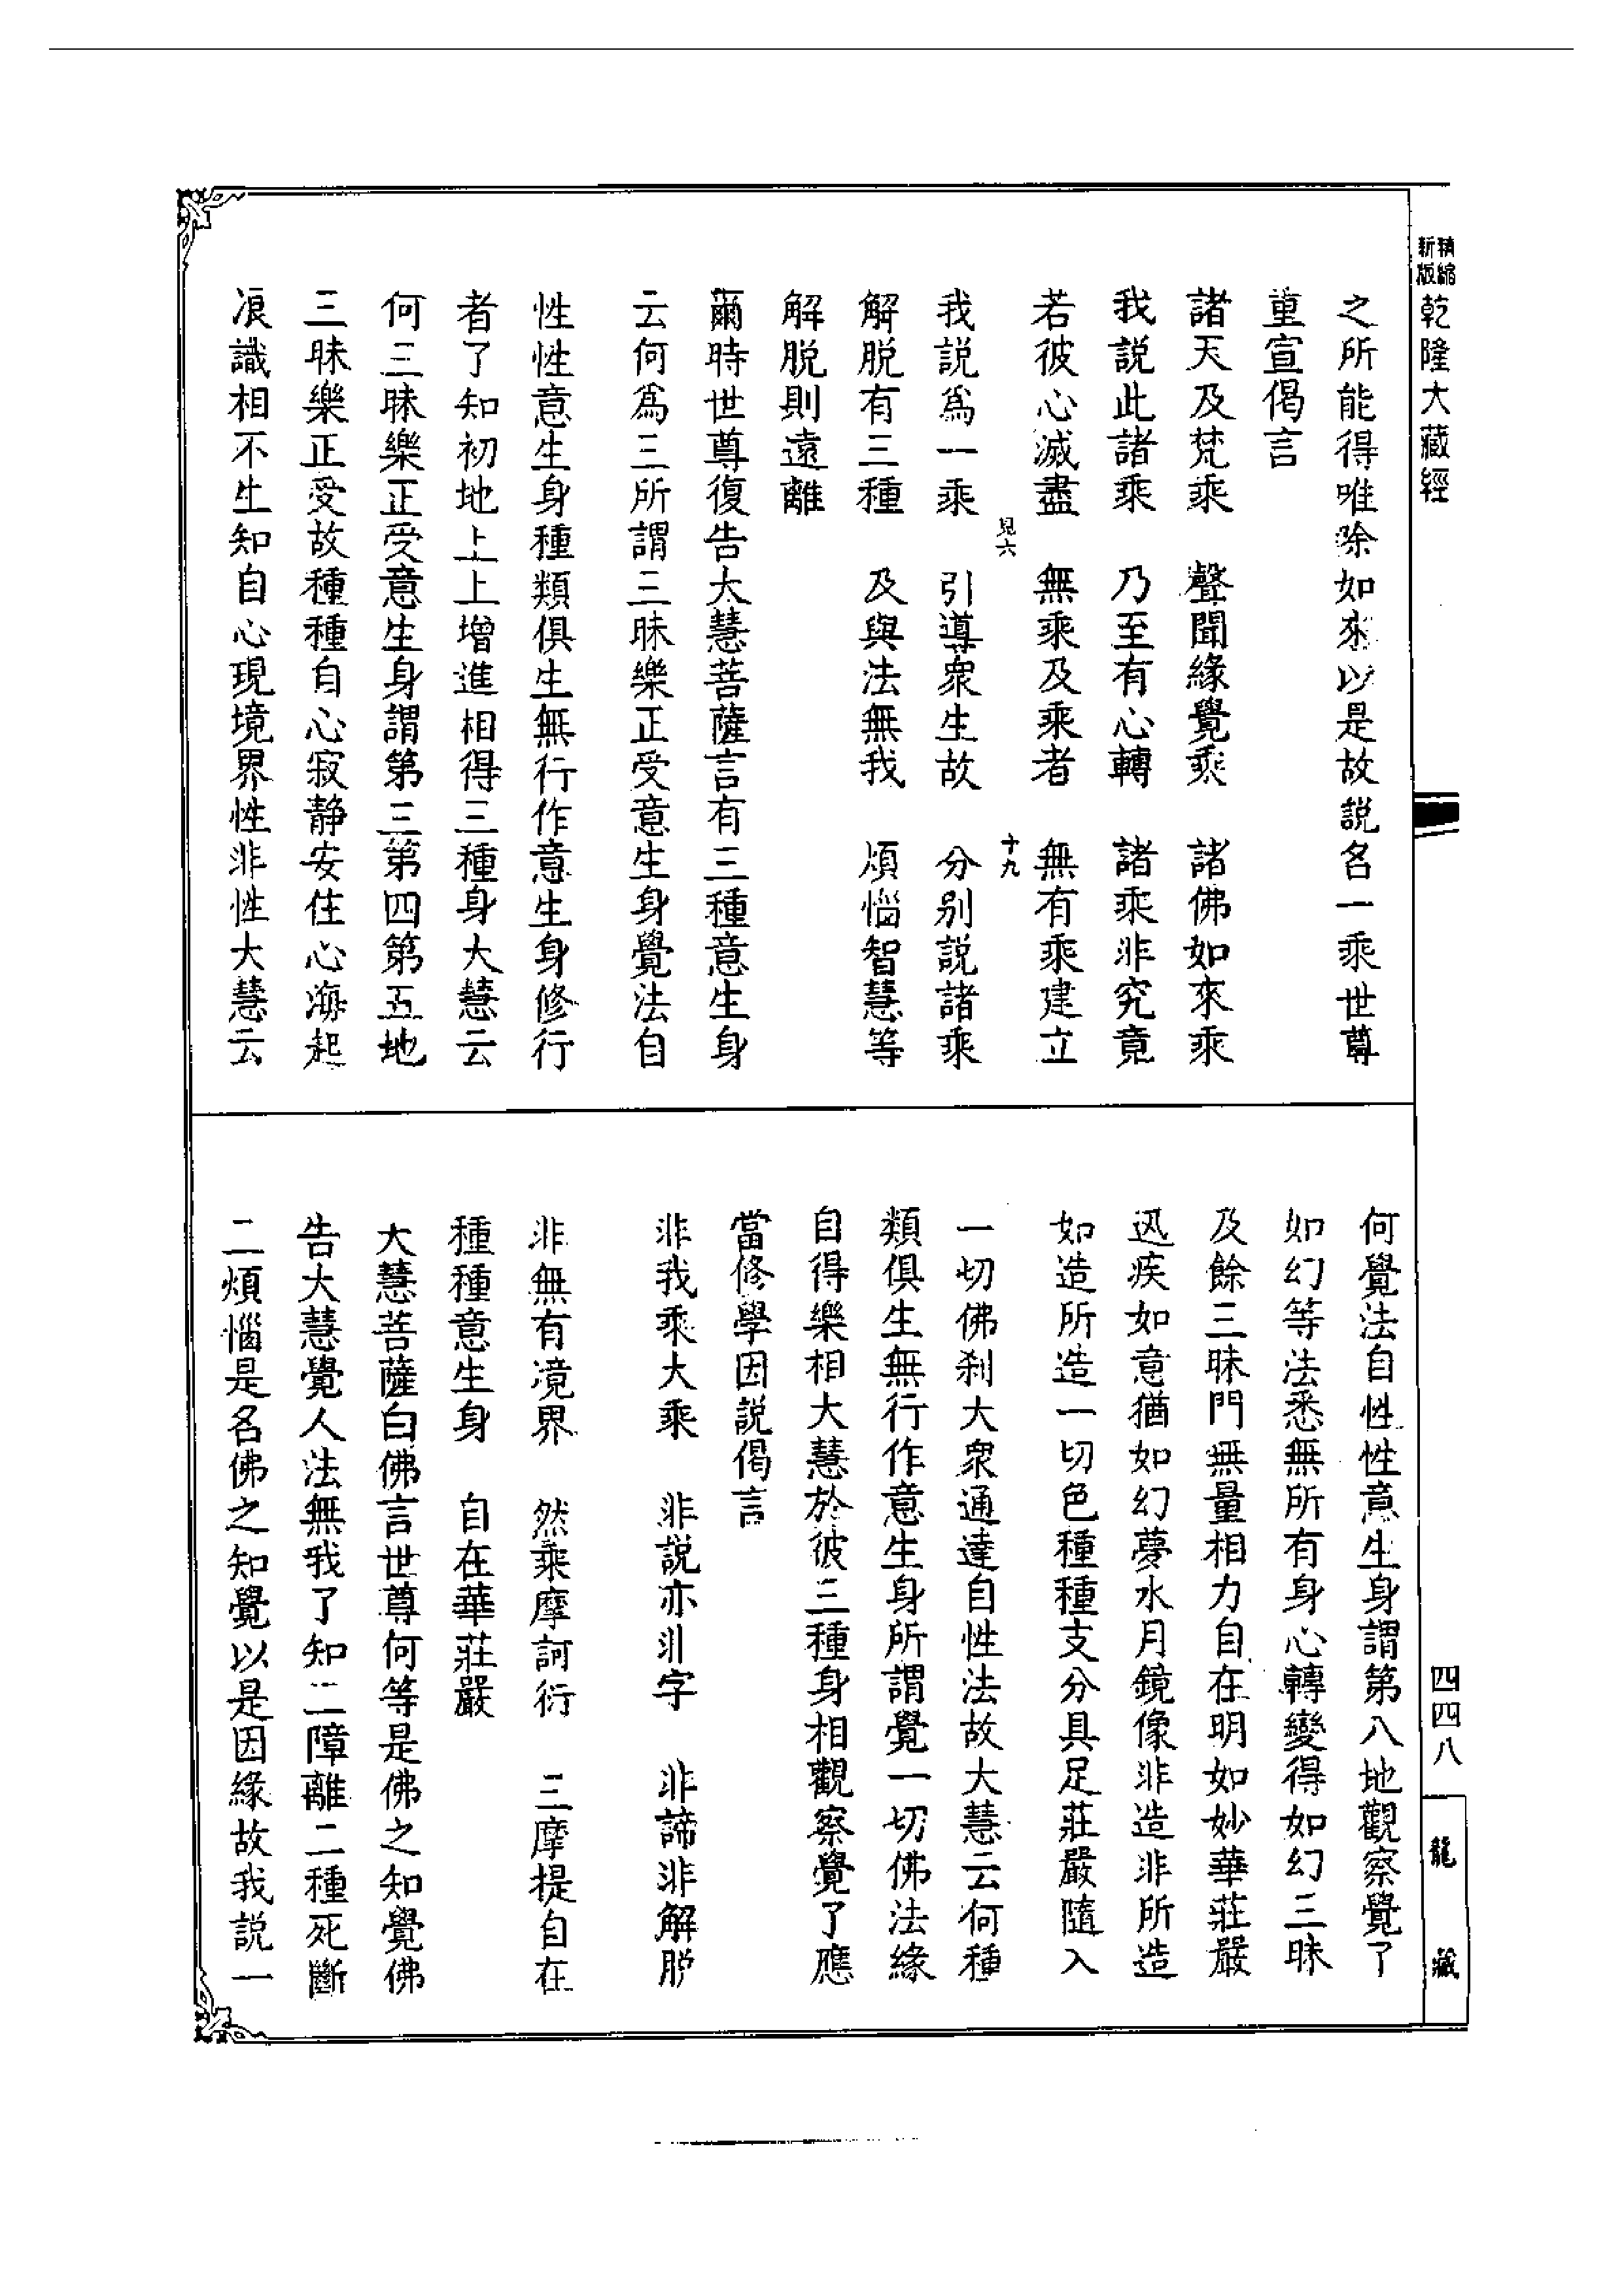 精縮新版乾隆大藏經
之所能得唯除如來以是故說名一乘世尊
重宣偈言
諸天及梵乘　聲聞緣覺乘　諸佛如來乘
我說此諸乘　乃至有心轉　諸乘非究竟
若彼心滅盡　無乘及乘者　無有乘建立
十九
我說為一乘　引導眾生故　分別說諸乘
解脫有三種　及與法無我　煩惱智慧等
解脫則遠離
爾時世尊復告大慧菩薩言有三種意生身
云何為三所謂三昧樂正受意生身覺法自
性性意生身種類俱生無行作意生身修行
者了知初地上上增進相得三種身大慧云
何三昧樂正受意生身謂第三第四第五地
三昧樂正受故種種自心寂靜安住心海起
浪識相不生知自心現境界性非性大慧云
何覺法自性性意生身謂第八地觀察覺了
如幻等法悉無所有身心轉變得如幻三昧
及餘三昧門無量相力自在明如妙華莊嚴
迅疾如意猶如幻夢水月鏡像非造非所造
如造所造一切色種種支分具足莊嚴隨入
一切佛剎大眾通達自性法故大慧云何種
類俱生無行作意生身所謂覺一切佛法緣
自得樂相大慧於彼三種身相觀察覺了應
當修學因說偈言
非我乘大乘　非說亦非字　非諦非解脫
非無有境界　然乘摩訶衍　三摩提自在
種種意生身　自在華莊嚴
大慧菩薩白佛言世尊何等是佛之知覺佛
告大慧覺人法無我了知二障離二種死斷
二煩惱是名佛之知覺以是因緣故我說一
四四八
龍藏